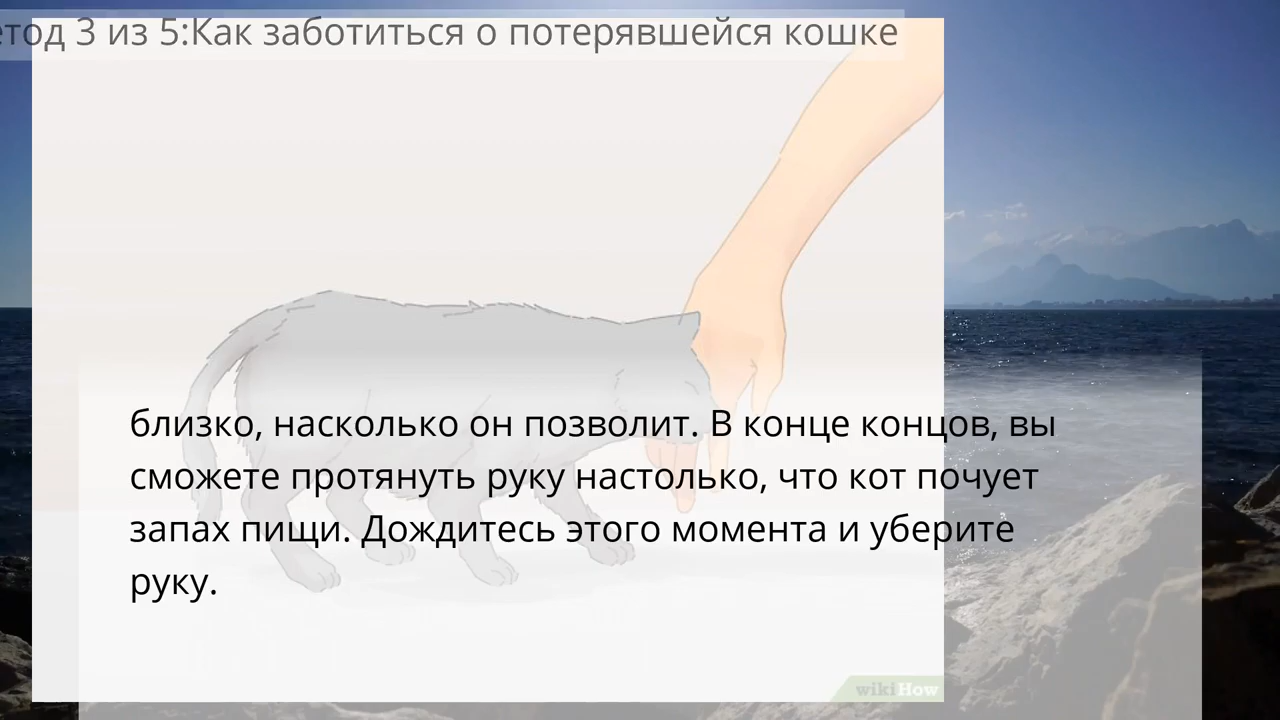 етод 3 из 5:Как заботиться о потерявшейся кошке
близко, насколько он позволит. В конце концов, вы
сможете протянуть руку настолько, что кот почует
запах пищи. Дождитесь этого момента и уберите
руку.
wikiHow